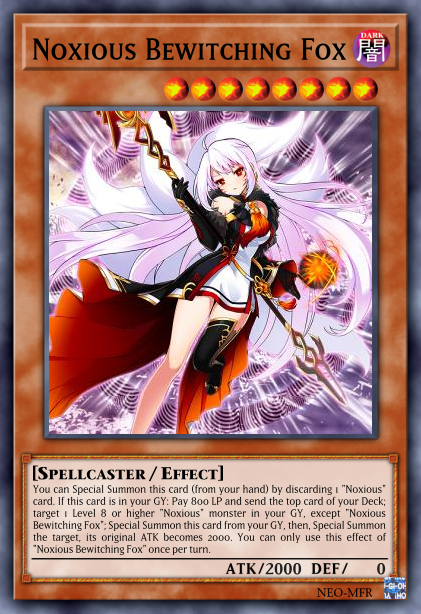 Noxious Bewitching Fox
DARK
闇
[Spellcaster / Effect]
You can Special Summon this card (from your hand) by discarding 1 "Noxious"
card. If this card is in your GY: Pay 800 LP and send the top card of your Deck;
target 1 Level 8 or higher "Noxious" monster in your GY, except "Noxious
Bewitching Fox"; Special Summon this card from your GY, then, Special Summon
the target, its original ATK becomes 2000. You can only use this effect of
"Noxious Bewitching Fox" once per turn.
ATK/2000 DEF/ 0
NEO-MFR